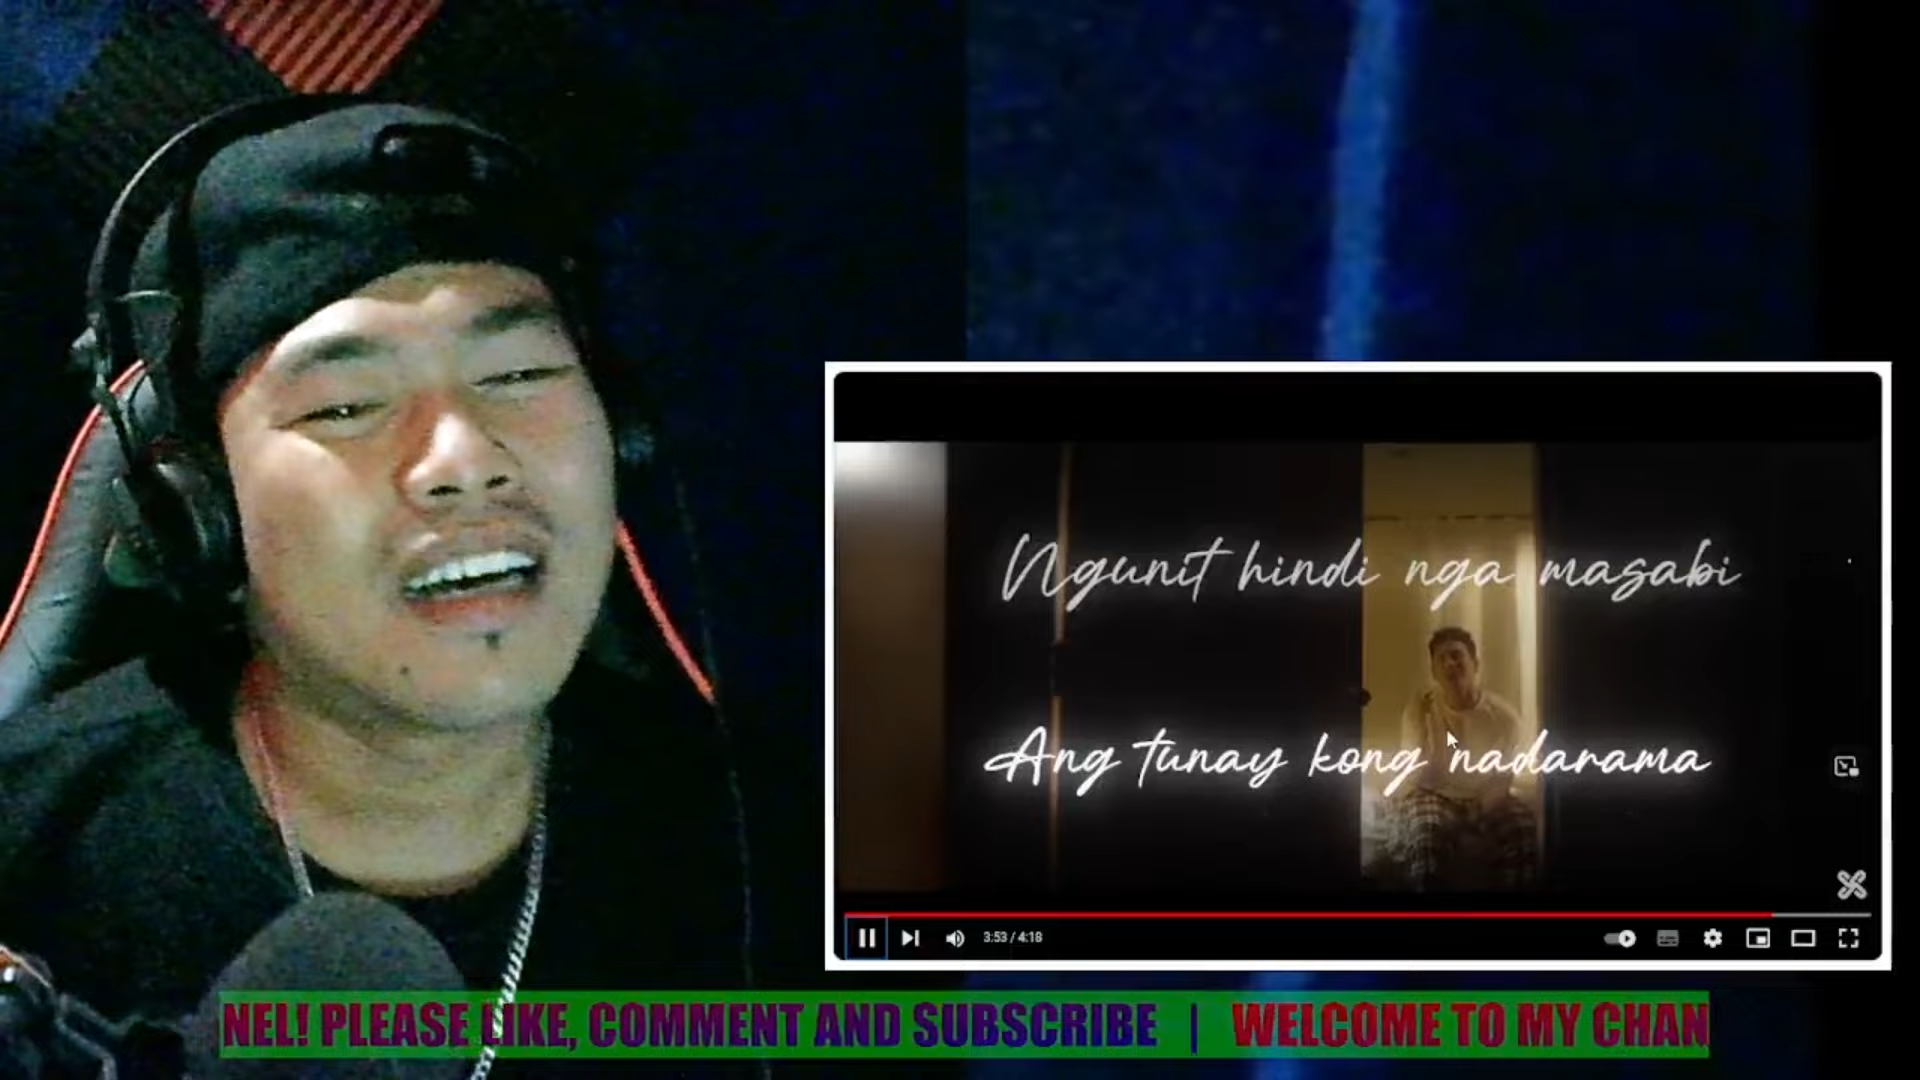 Ngunit hindi nga masabi
Ang tunay kong nadarama
3:53 / 4:18
NEL! PLEASE LIKE, COMMENT AND SUBSCRIBE | WELCOME TO MY CHAN